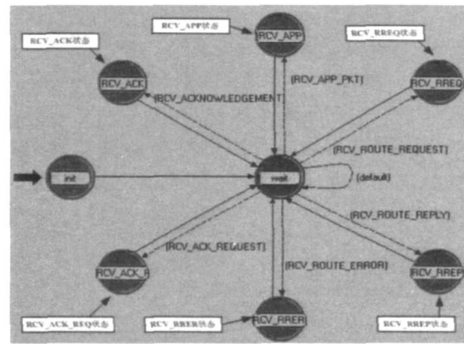 RCV_ACK状态
RCV_APP状态
RCV_RREQ状态
RCV_APP
RCV_ACK
RCV_RREQ
(RCV_ACKNOWLEDGEMENT)
(RCV_APP_PKT)
(RCV_ROUTE_REQUEST)
init
wait
(default)
(RCV_ACK_REQUEST)
(RCV_ROUTE_REPLY)
(RCV_ROUTE_ERROR)
RCV_ACK_R
RCV_RRER
RCV_RREP
RCV_ACK_REQ状态
RCV_RRER状态
RCV_RREP状态